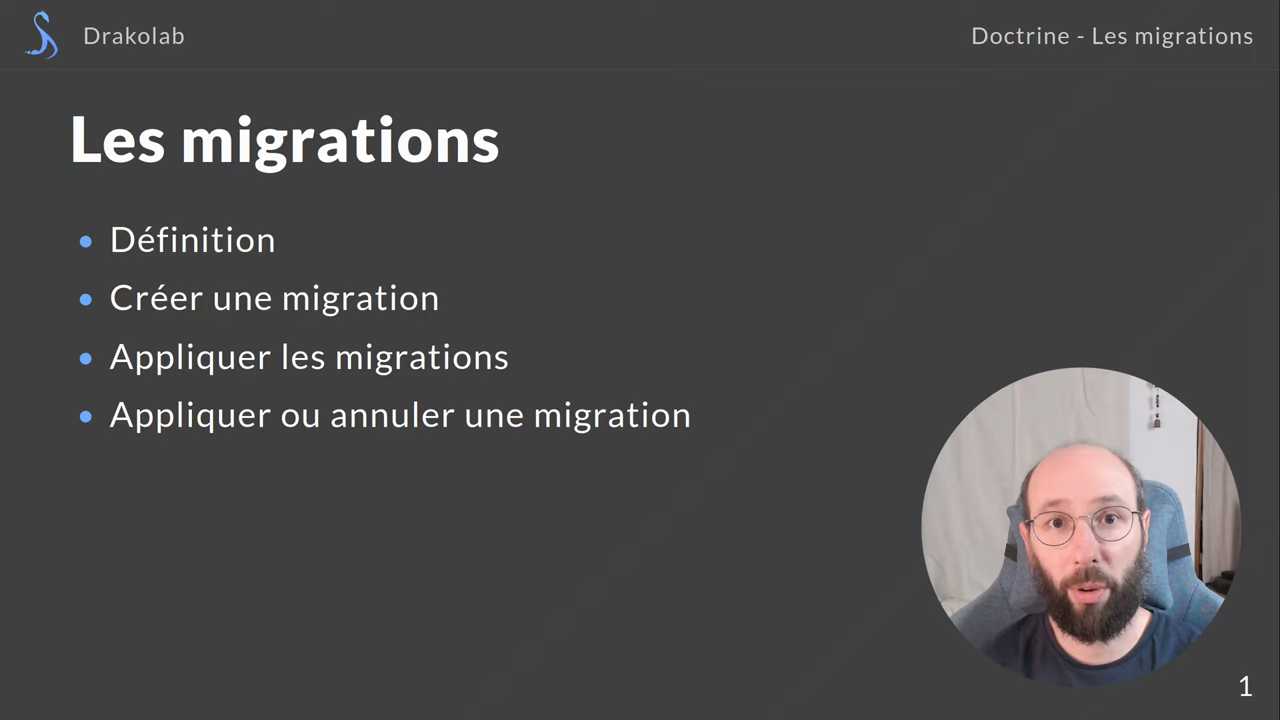 Drakolab
Doctrine - Les migrations
Les migrations
Définition
Créer une migration
Appliquer les migrations
Appliquer ou annuler une migration
1